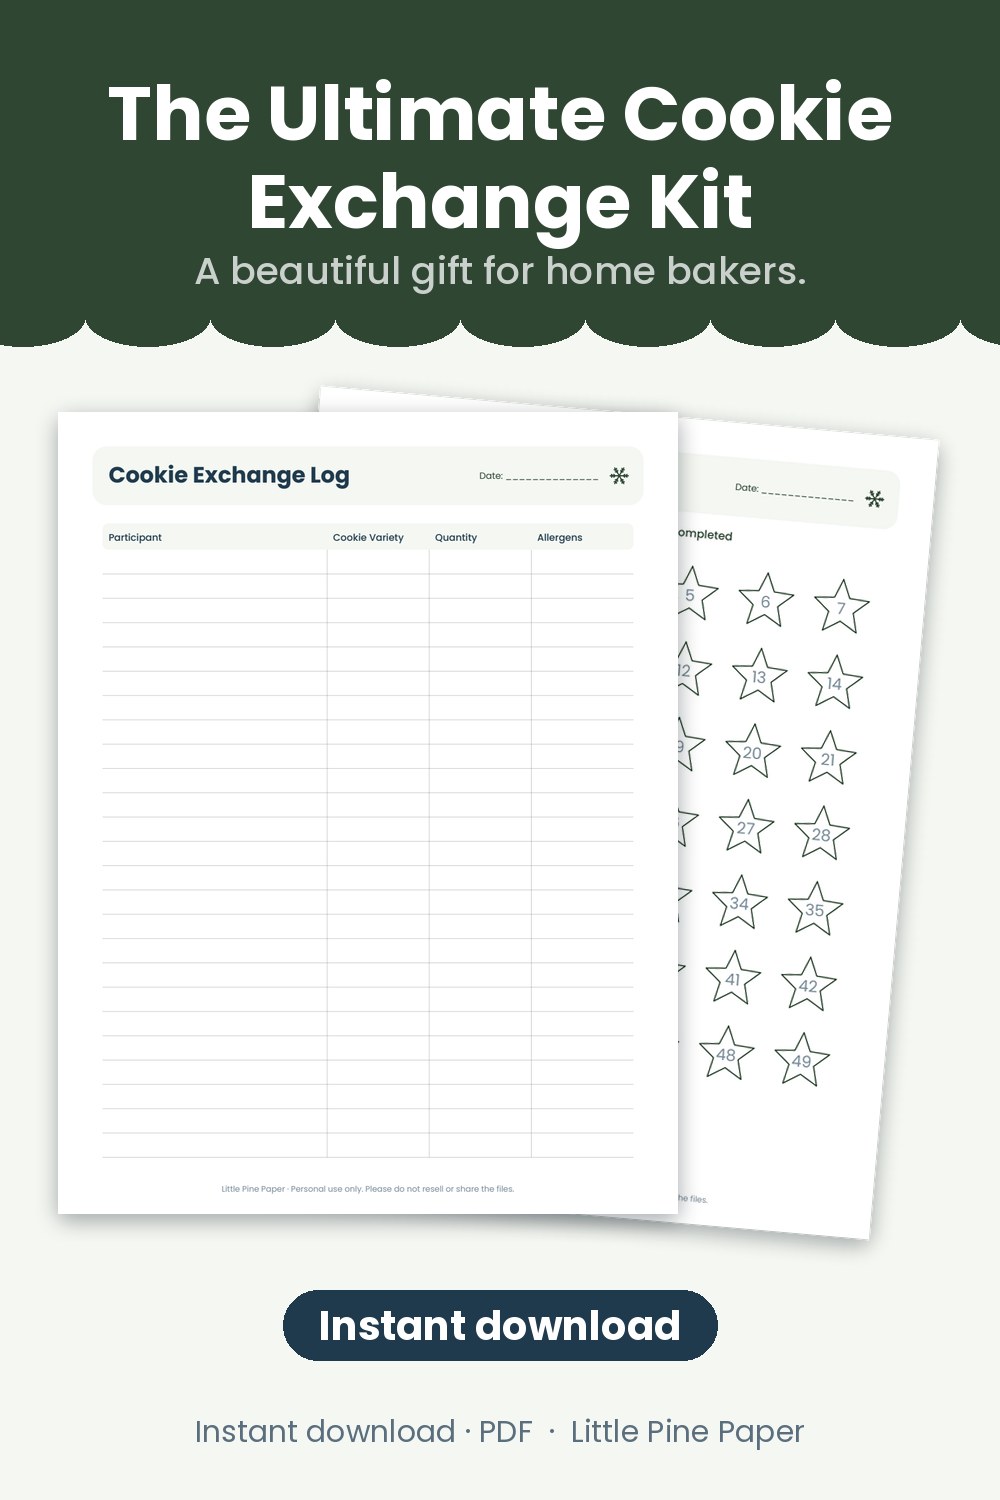 The Ultimate Cookie
Exchange Kit
A beautiful gift for home bakers.
Cookie Exchange Log
Date: ______________
Participant
Cookie Variety
Quantity
Allergens
Little Pine Paper · Personal use only. Please do not resell or share the files.
Date: ______________
5
6
7
12
13
14
20
21
27
28
34
35
41
42
48
49
files.
Instant download
Instant download · PDF · Little Pine Paper